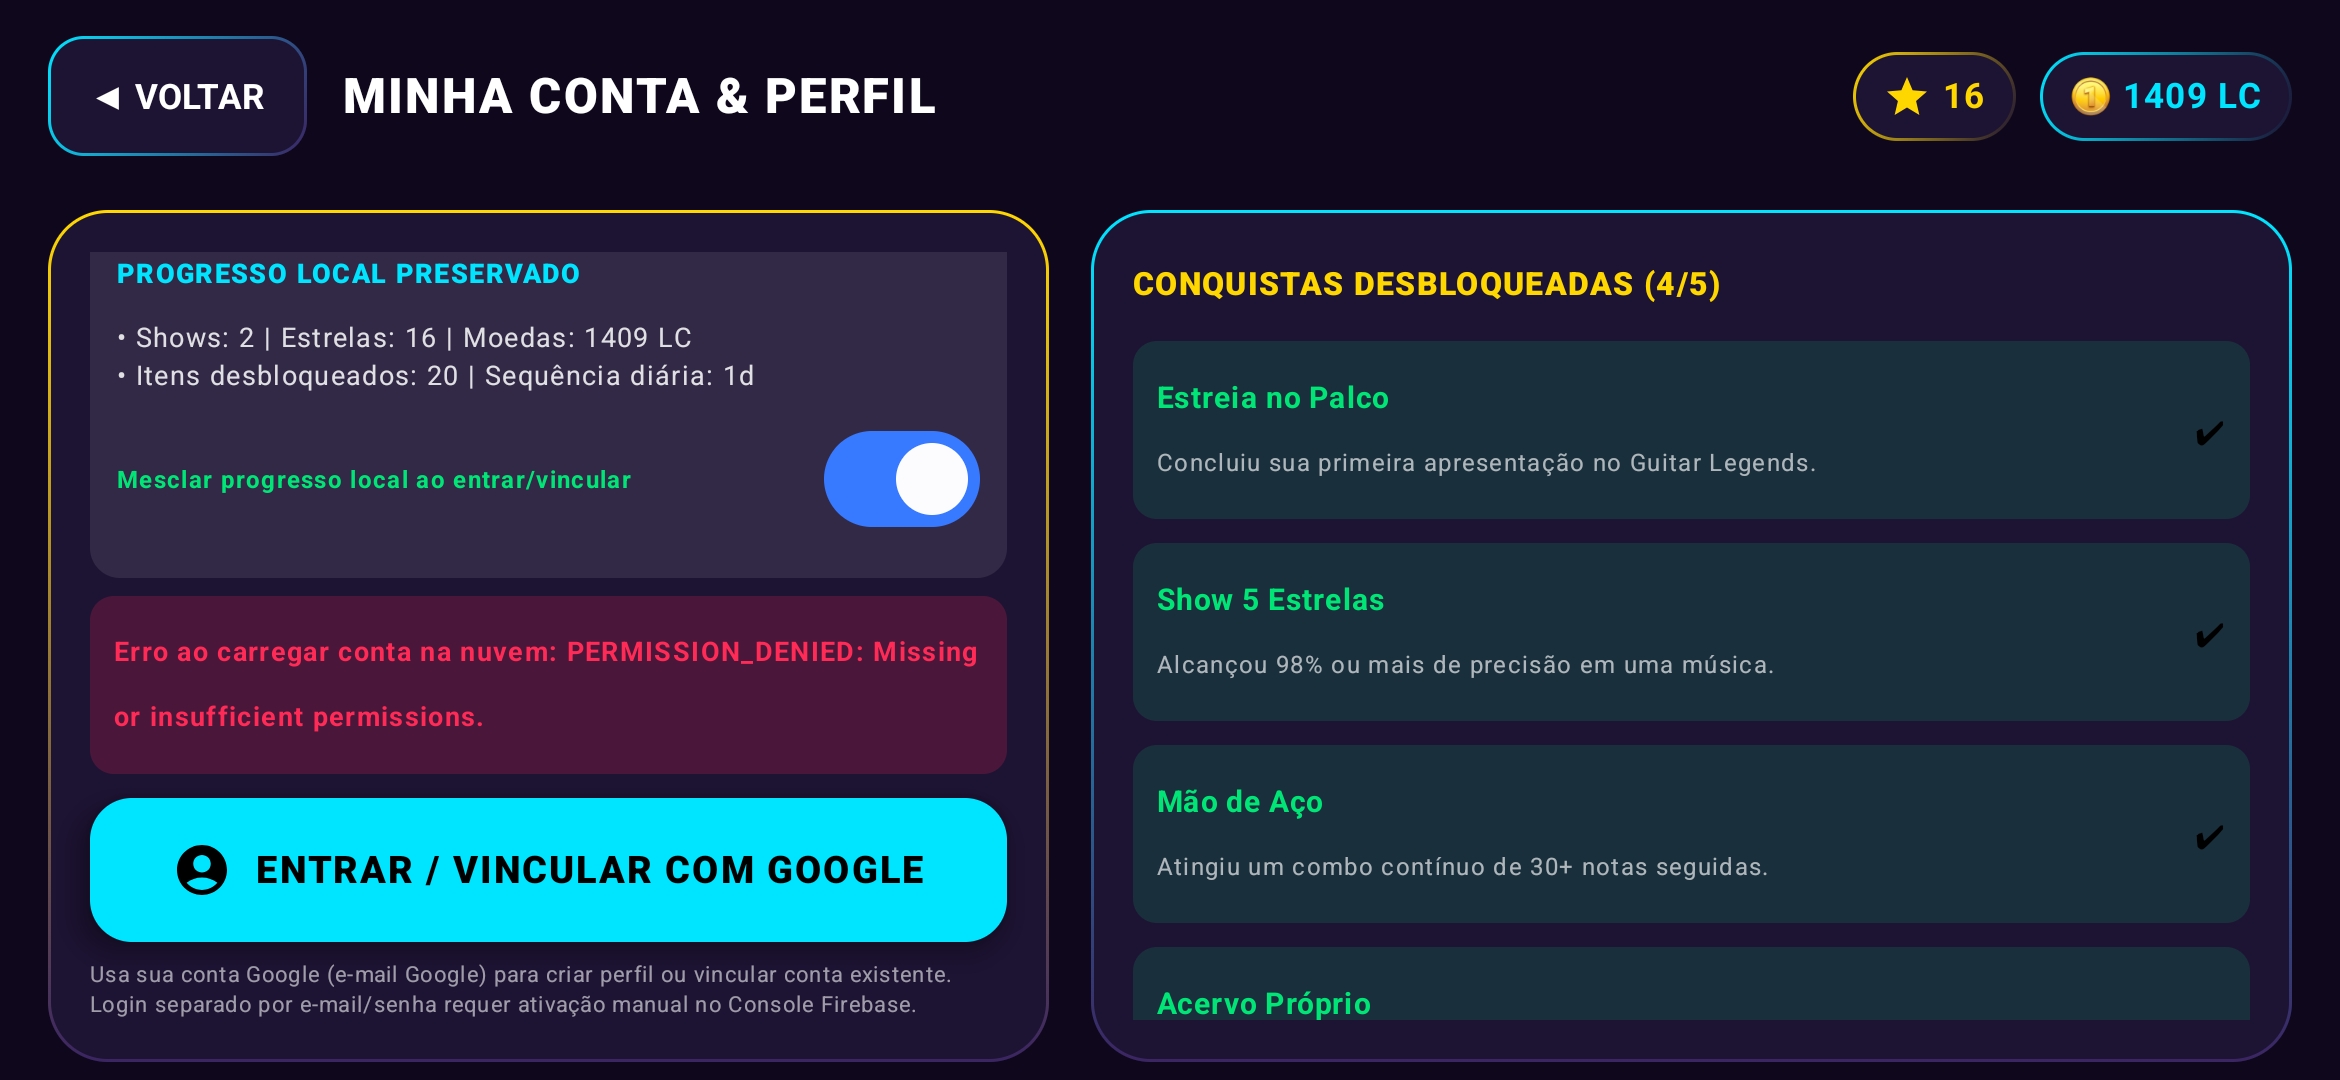 ◀ VOLTAR
MINHA CONTA & PERFIL
16
1409 LC
PROGRESSO LOCAL PRESERVADO
• Shows: 2 | Estrelas: 16 | Moedas: 1409 LC
• Itens desbloqueados: 20 | Sequência diária: 1d
Mesclar progresso local ao entrar/vincular
Erro ao carregar conta na nuvem: PERMISSION_DENIED: Missing
or insufficient permissions.
ENTRAR / VINCULAR COM GOOGLE
Usa sua conta Google (e-mail Google) para criar perfil ou vincular conta existente.
Login separado por e-mail/senha requer ativação manual no Console Firebase.
CONQUISTAS DESBLOQUEADAS (4/5)
Estreia no Palco
Concluiu sua primeira apresentação no Guitar Legends.
✔
Show 5 Estrelas
Alcançou 98% ou mais de precisão em uma música.
✔
Mão de Aço
Atingiu um combo contínuo de 30+ notas seguidas.
✔
Acervo Próprio